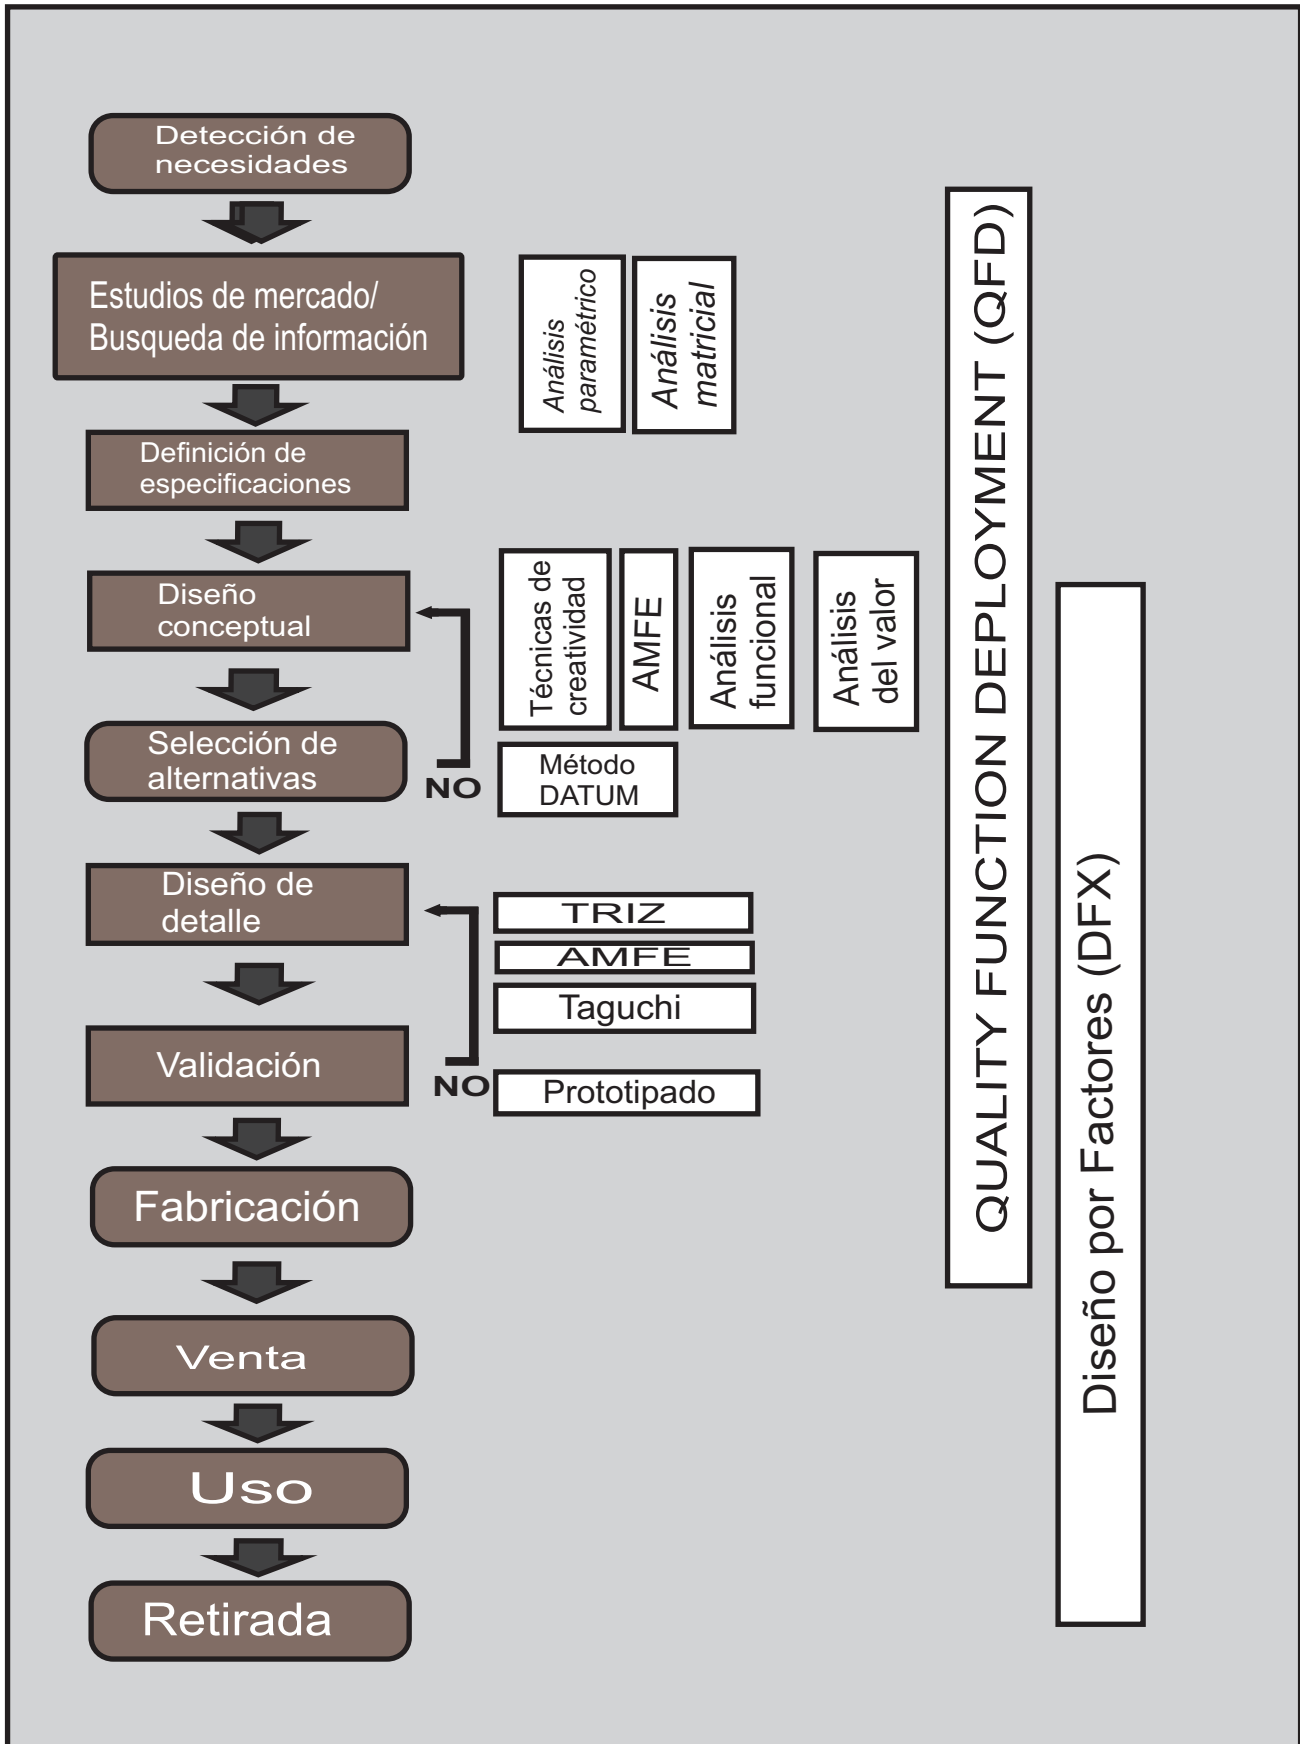 Detección de
necesidades
Estudios de mercado/
Busqueda de información
Análisis
paramétrico
Análisis
matricial
Definición de
especificaciones
Diseño
conceptual
Técnicas de
creatividad
AMFE
Análisis
funcional
Análisis
del valor
Selección de
alternativas
NO
Método
DATUM
Diseño de
detalle
TRIZ
AMFE
Taguchi
Validación
NO
Prototipado
Fabricación
Venta
Uso
Retirada
QUALITY FUNCTION DEPLOYMENT (QFD)
Diseño por Factores (DFX)